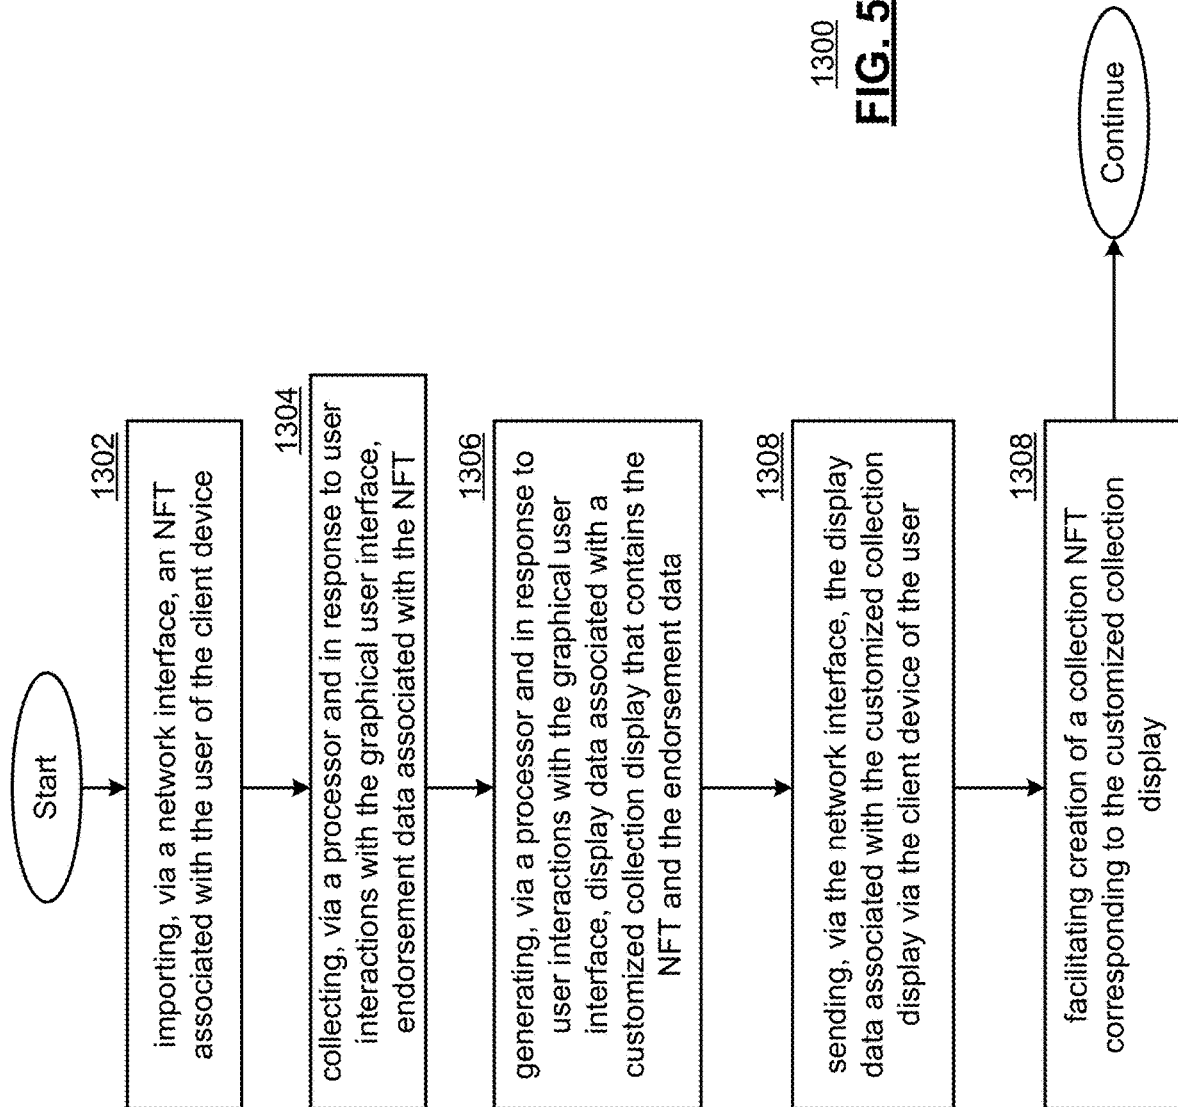 Start
1302
importing, via a network interface, an NFT
associated with the user of the client device
1304
collecting, via a processor and in response to user
interactions with the graphical user interface,
endorsement data associated with the NFT
1306
generating, via a processor and in response to
user interactions with the graphical user
interface, display data associated with a
customized collection display that contains the
NFT and the endorsement data
1308
sending, via the network interface, the display
data associated with the customized collection
display via the client device of the user
1308
facilitating creation of a collection NFT
corresponding to the customized collection
display
Continue
1300
FIG. 5